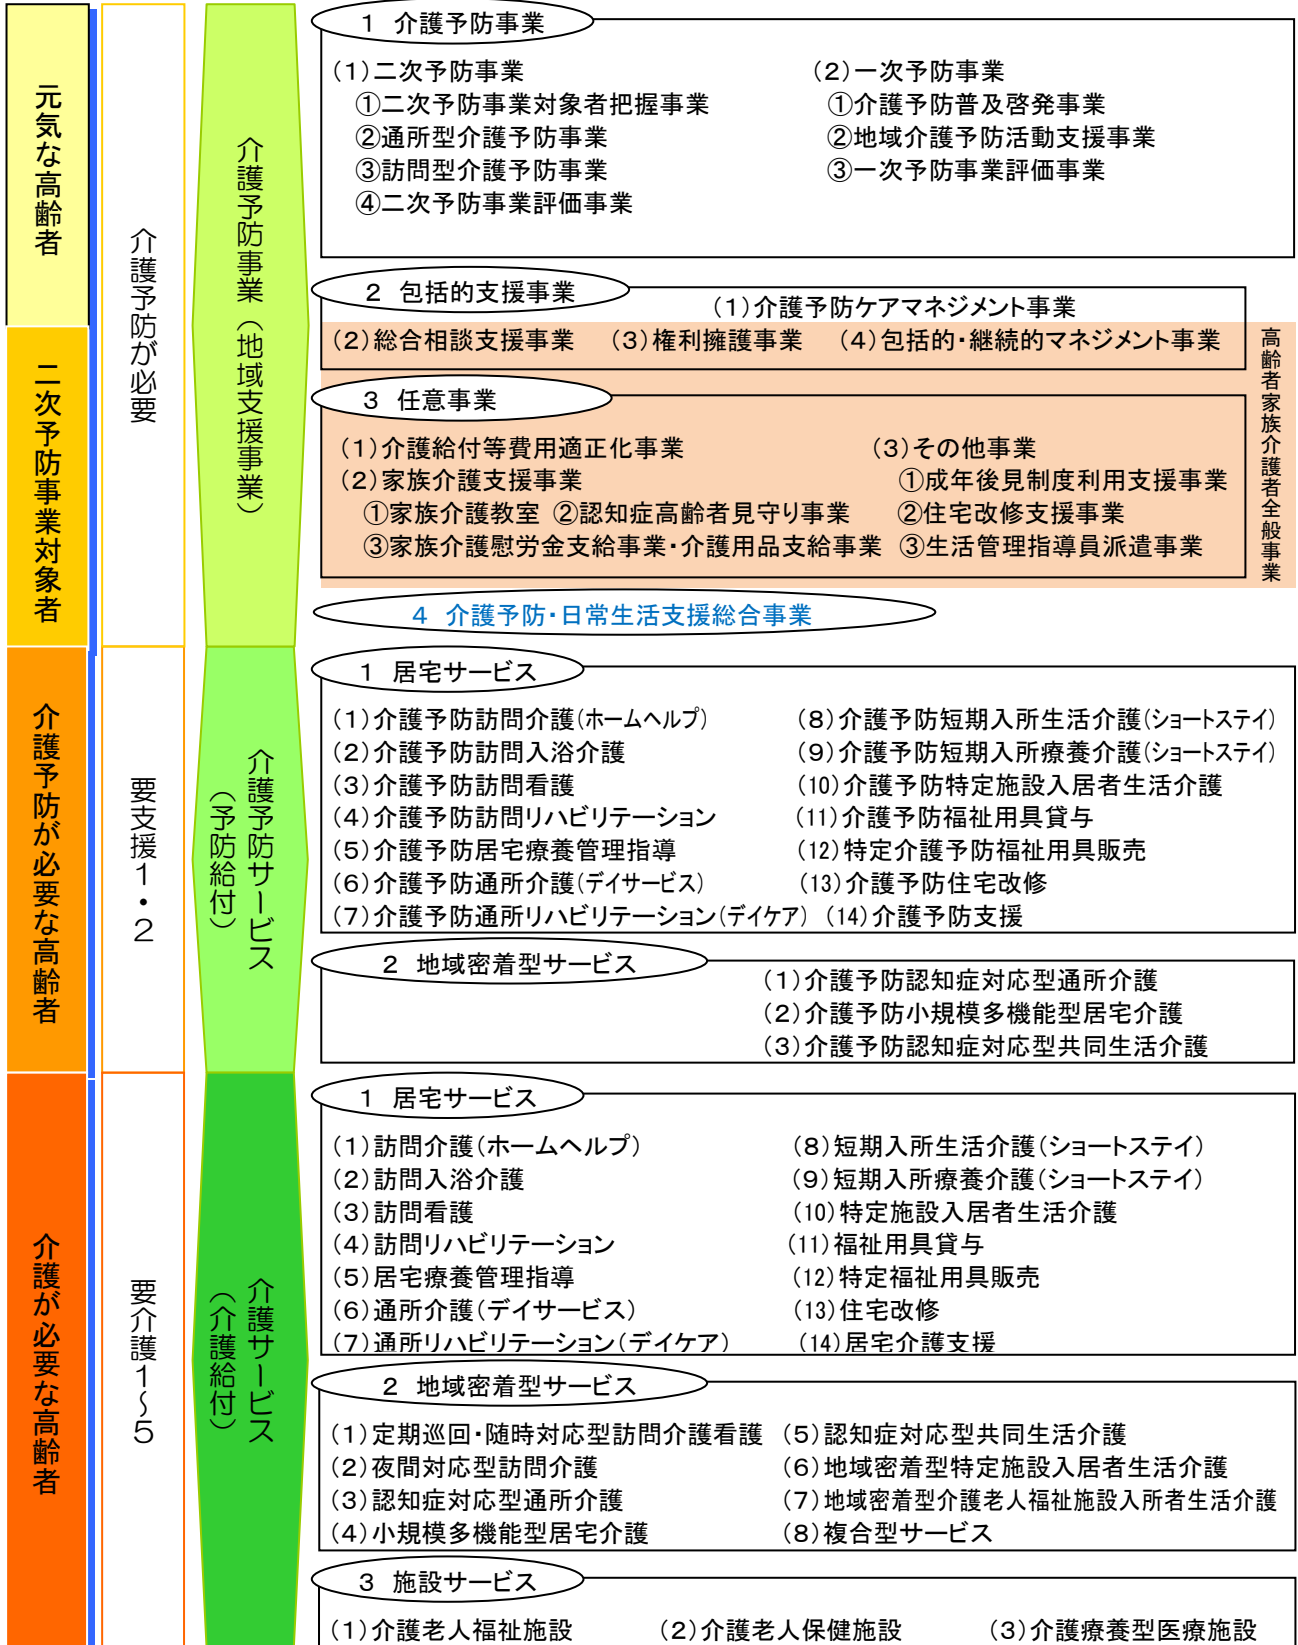 元気な高齢者
二次予防事業対象者
介護予防が必要な高齢者
介護が必要な高齢者
介護予防が必要
要支援１・２
要介護１～５
介護予防事業（地域支援事業）
介護予防サービス
（予防給付）
介護サービス
（介護給付）
１　介護予防事業
（１）二次予防事業　（２）一次予防事業
①二次予防事業対象者把握事業　①介護予防普及啓発事業
②通所型介護予防事業　②地域介護予防活動支援事業
③訪問型介護予防事業　③一次予防事業評価事業
④二次予防事業評価事業
２　包括的支援事業
（１）介護予防ケアマネジメント事業
（２）総合相談支援事業　（３）権利擁護事業　（４）包括的・継続的マネジメント事業
３　任意事業
（１）介護給付等費用適正化事業　（３）その他事業
（２）家族介護支援事業　①成年後見制度利用支援事業
①家族介護教室　②認知症高齢者見守り事業　②住宅改修支援事業
③家族介護慰労金支給事業・介護用品支給事業　③生活管理指導員派遣事業
高齢者家族介護者全般事業
４　介護予防・日常生活支援総合事業
１　居宅サービス
（１）介護予防訪問介護（ホームヘルプ）　（８）介護予防短期入所生活介護（ショートステイ）
（２）介護予防訪問入浴介護　（９）介護予防短期入所療養介護（ショートステイ）
（３）介護予防訪問看護　（10）介護予防特定施設入居者生活介護
（４）介護予防訪問リハビリテーション　（11）介護予防福祉用具貸与
（５）介護予防居宅療養管理指導　（12）特定介護予防福祉用具販売
（６）介護予防通所介護（デイサービス）　（13）介護予防住宅改修
（７）介護予防通所リハビリテーション（デイケア）　（14）介護予防支援
２　地域密着型サービス
（１）介護予防認知症対応型通所介護
（２）介護予防小規模多機能型居宅介護
（３）介護予防認知症対応型共同生活介護
１　居宅サービス
（１）訪問介護（ホームヘルプ）　（８）短期入所生活介護（ショートステイ）
（２）訪問入浴介護　（９）短期入所療養介護（ショートステイ）
（３）訪問看護　（10）特定施設入居者生活介護
（４）訪問リハビリテーション　（11）福祉用具貸与
（５）居宅療養管理指導　（12）特定福祉用具販売
（６）通所介護（デイサービス）　（13）住宅改修
（７）通所リハビリテーション（デイケア）　（14）居宅介護支援
２　地域密着型サービス
（１）定期巡回・随時対応型訪問介護看護　（５）認知症対応型共同生活介護
（２）夜間対応型訪問介護　（６）地域密着型特定施設入居者生活介護
（３）認知症対応型通所介護　（７）地域密着型介護老人福祉施設入所者生活介護
（４）小規模多機能型居宅介護　（８）複合型サービス
３　施設サービス
（１）介護老人福祉施設　（２）介護老人保健施設　（３）介護療養型医療施設